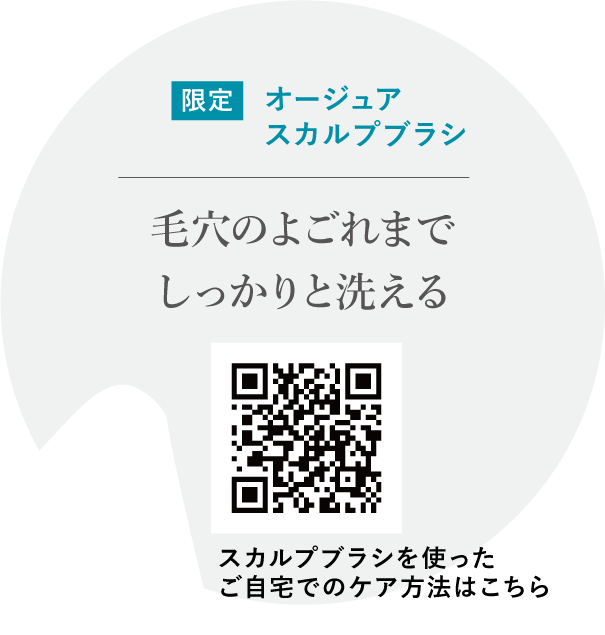 限定
オージュア
スカルプブラシ
毛穴のよごれまで
しっかりと洗える
スカルプブラシを使った
ご自宅でのケア方法はこちら